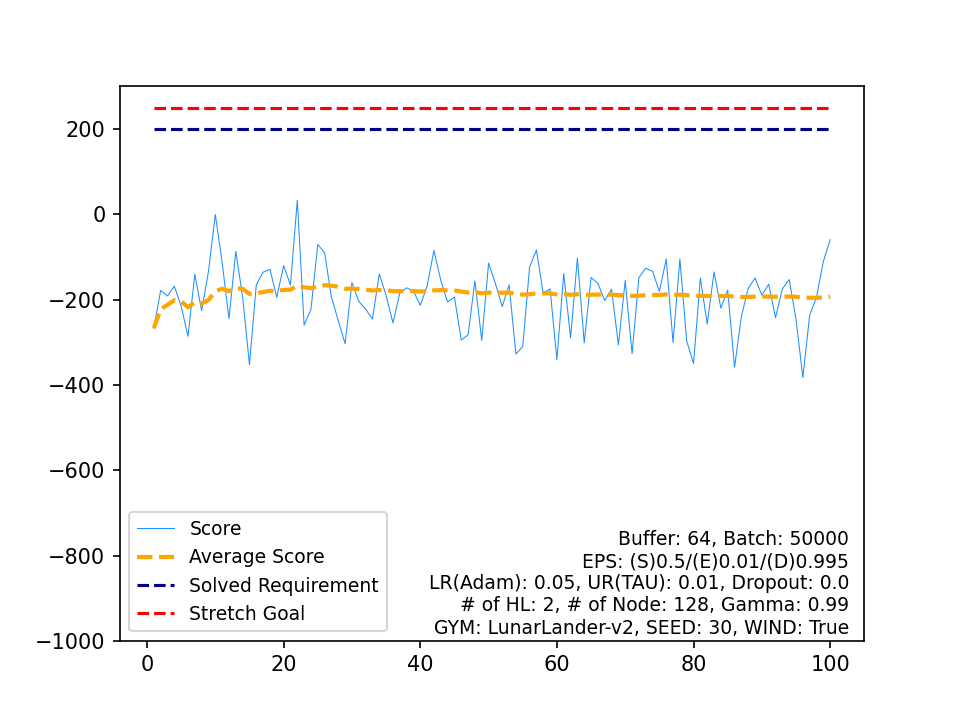 200
0
−200
−400
−600
−800
−1000
Score
Average Score
Solved Requirement
Stretch Goal
Buffer: 64, Batch: 50000
EPS: (S)0.5/(E)0.01/(D)0.995
LR(Adam): 0.05, UR(TAU): 0.01, Dropout: 0.0
# of HL: 2, # of Node: 128, Gamma: 0.99
GYM: LunarLander-v2, SEED: 30, WIND: True
0 20 40 60 80 100